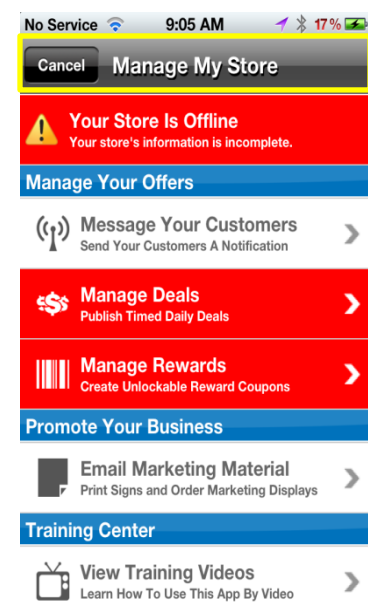 No Service 9:05 AM 17%
Cancel Manage My Store
Your Store Is Offline
Your store's information is incomplete.
Manage Your Offers
Message Your Customers
Send Your Customers A Notification
Manage Deals
Publish Timed Daily Deals
Manage Rewards
Create Unlockable Reward Coupons
Promote Your Business
Email Marketing Material
Print Signs and Order Marketing Displays
Training Center
View Training Videos
Learn How To Use This App By Video